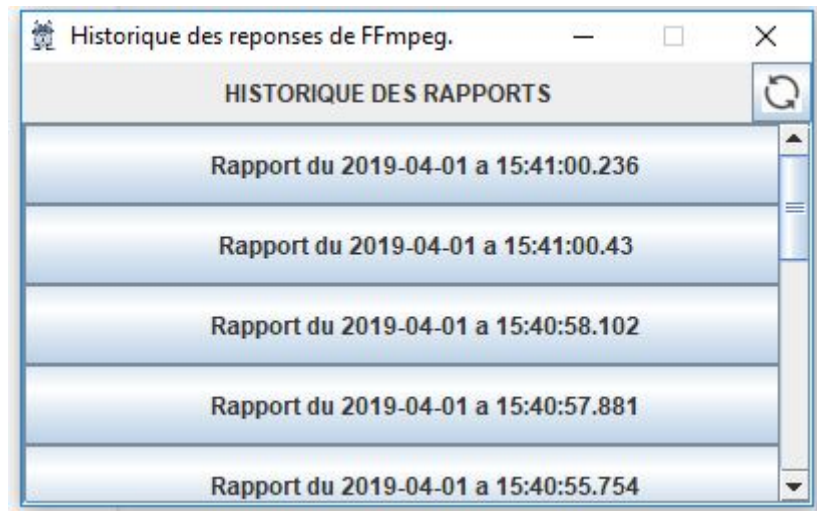 Historique des reponses de FFmpeg.
HISTORIQUE DES RAPPORTS
Rapport du 2019-04-01 a 15:41:00.236
Rapport du 2019-04-01 a 15:41:00.43
Rapport du 2019-04-01 a 15:40:58.102
Rapport du 2019-04-01 a 15:40:57.881
Rapport du 2019-04-01 a 15:40:55.754